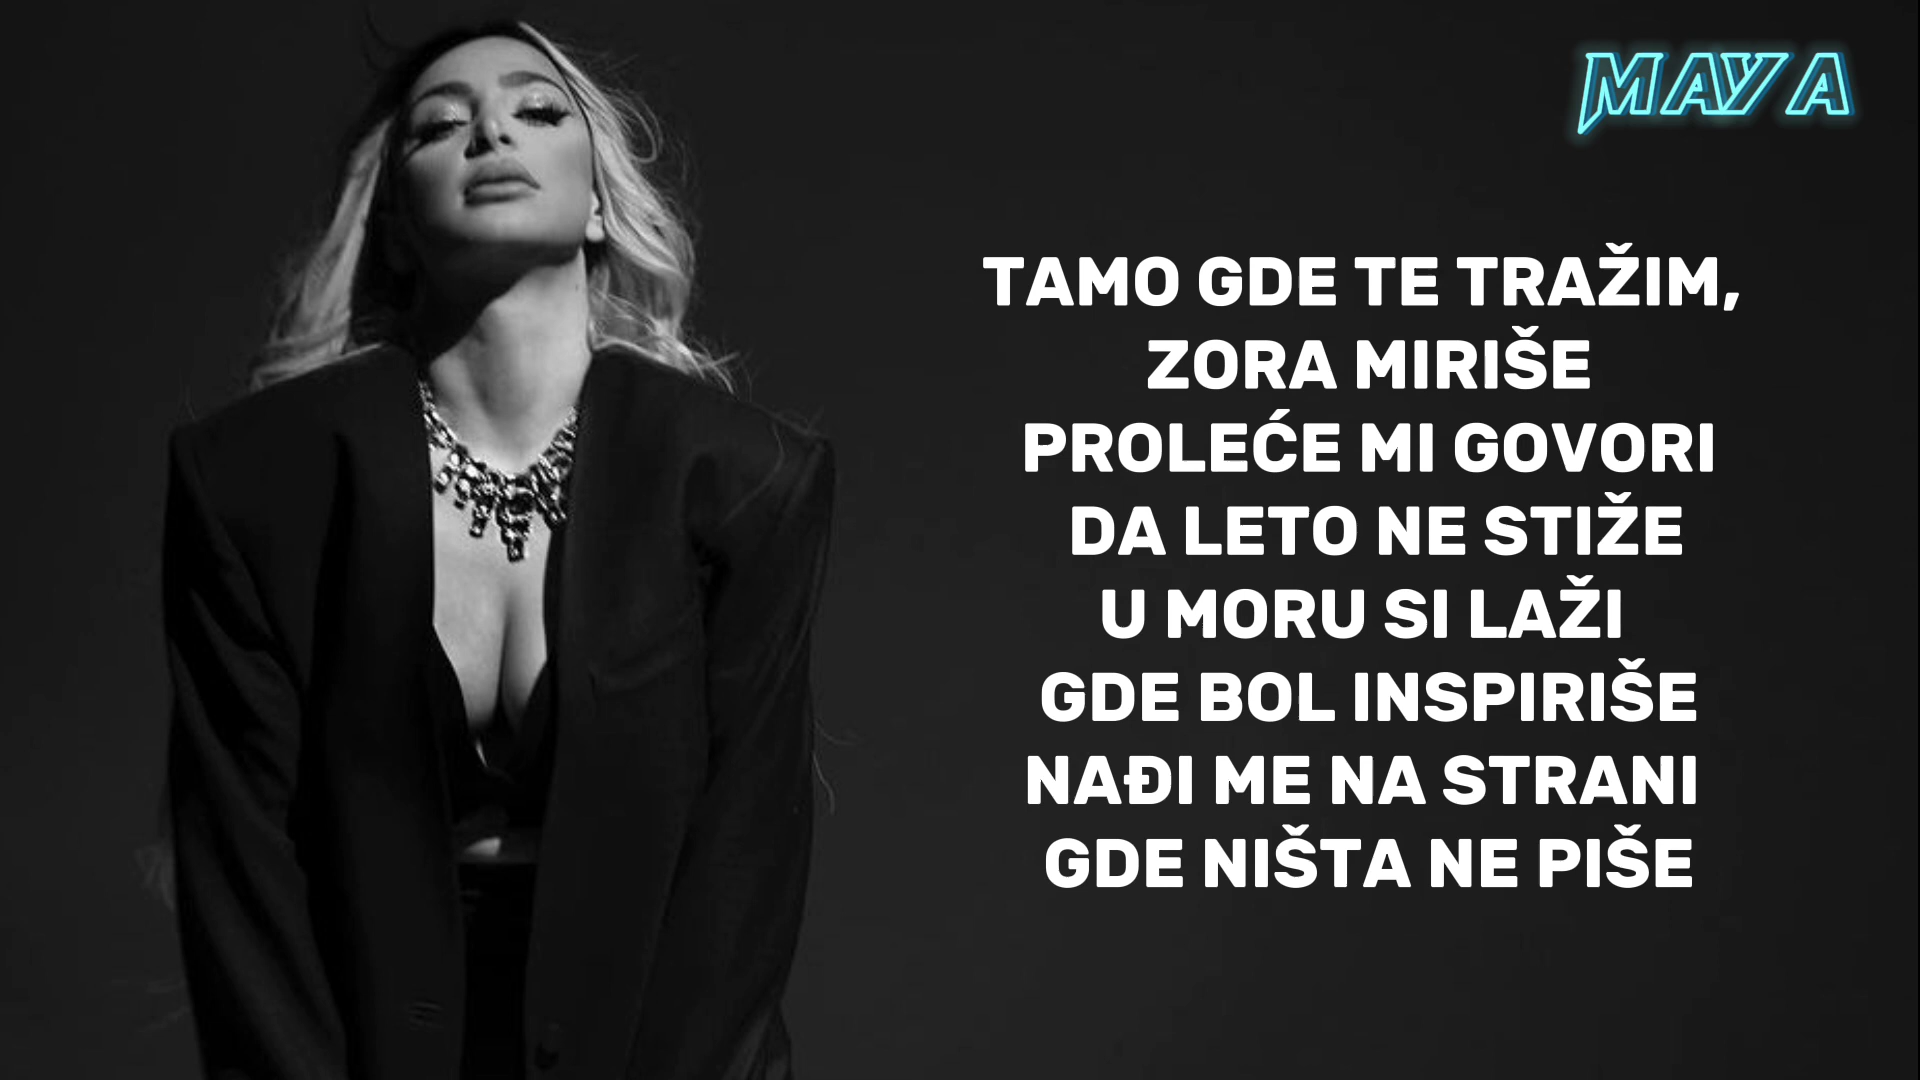 MAYA
TAMO GDE TE TRAŽIM,
ZORA MIRIŠE
PROLEĆE MI GOVORI
DA LETO NE STIŽE
U MORU SI LAŽI
GDE BOL INSPIRIŠE
NAĐI ME NA STRANI
GDE NIŠTA NE PIŠE